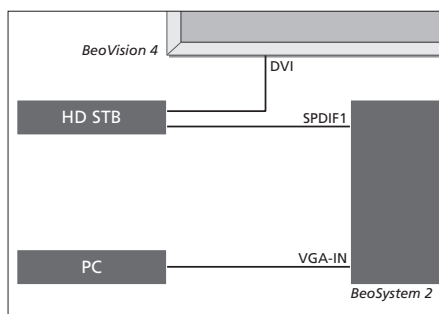 BeoVision 4
DVI
HD STB
SPDIF1
PC
VGA-IN
BeoSystem 2